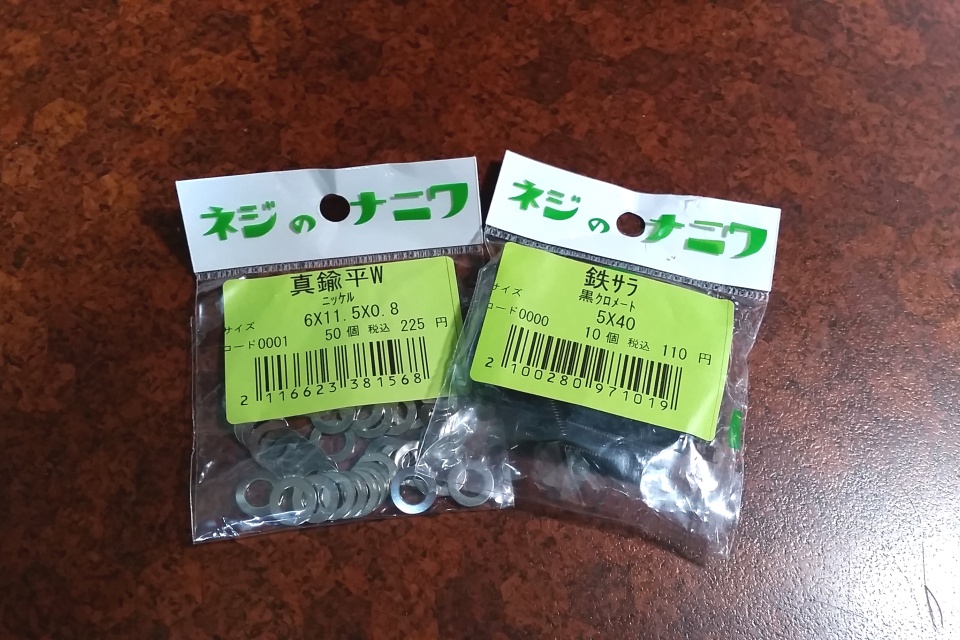 ネジのナニワ
真鍮平W
ニッケル
サイズ 6X11.5X0.8
コード0001 50個 税込 225 円
2 116623 381568
ネジのナニワ
鉄サラ
黒クロメート
サイズ 5X40
コード0000 10個 税込 110 円
2 100280 971019